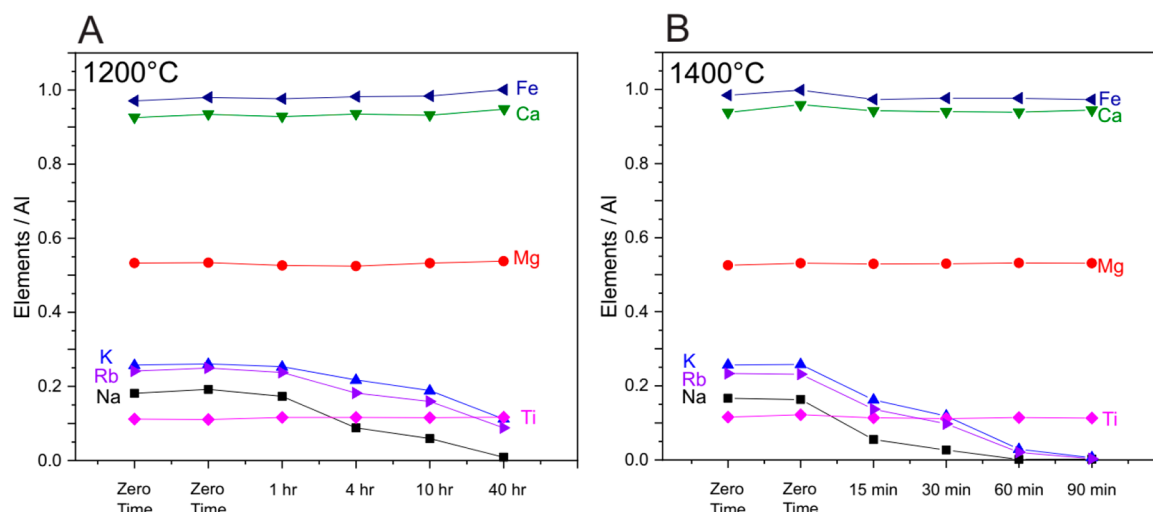 A
1200°C
Elements / Al
1.0
0.8
0.6
0.4
0.2
0.0
Fe
Ca
Mg
K
Rb
Na
Ti
Zero Time
Zero Time
1 hr
4 hr
10 hr
40 hr
B
1400°C
Elements / Al
1.0
0.8
0.6
0.4
0.2
0.0
Fe
Ca
Mg
K
Rb
Na
Ti
Zero Time
Zero Time
15 min
30 min
60 min
90 min